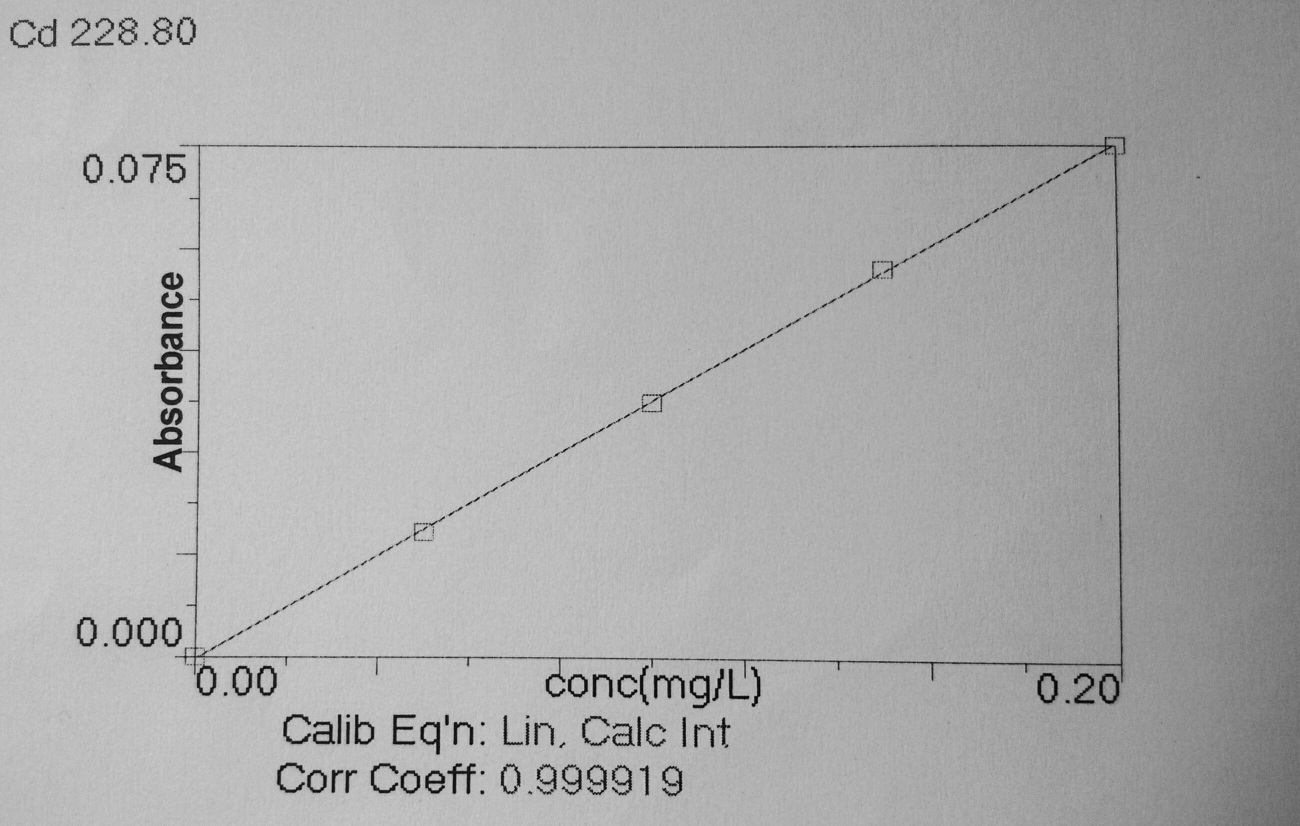 Cd 228.80
0.075
Absorbance
0.000
0.00 conc(mg/L) 0.20
Calib Eq'n: Lin, Calc Int
Corr Coeff: 0.999919